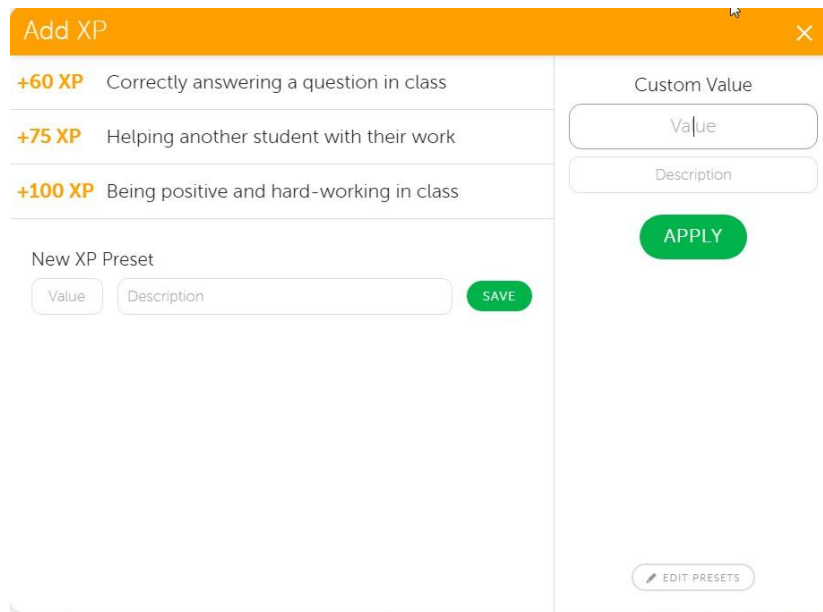 Add XP
+60 XP Correctly answering a question in class
+75 XP Helping another student with their work
+100 XP Being positive and hard-working in class
New XP Preset
Value Description SAVE
Custom Value
Value
Description
APPLY
EDIT PRESETS